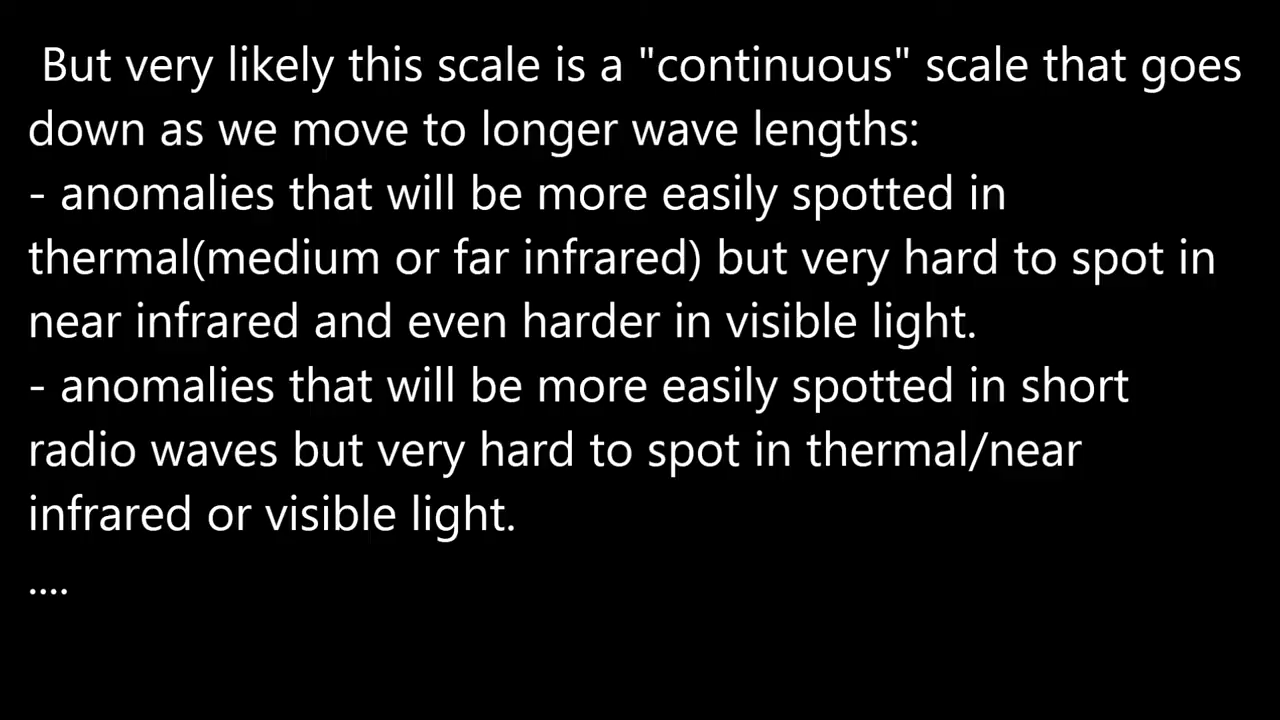 But very likely this scale is a "continuous" scale that goes
down as we move to longer wave lengths:
- anomalies that will be more easily spotted in
thermal(medium or far infrared) but very hard to spot in
near infrared and even harder in visible light.
- anomalies that will be more easily spotted in short
radio waves but very hard to spot in thermal/near
infrared or visible light.
....